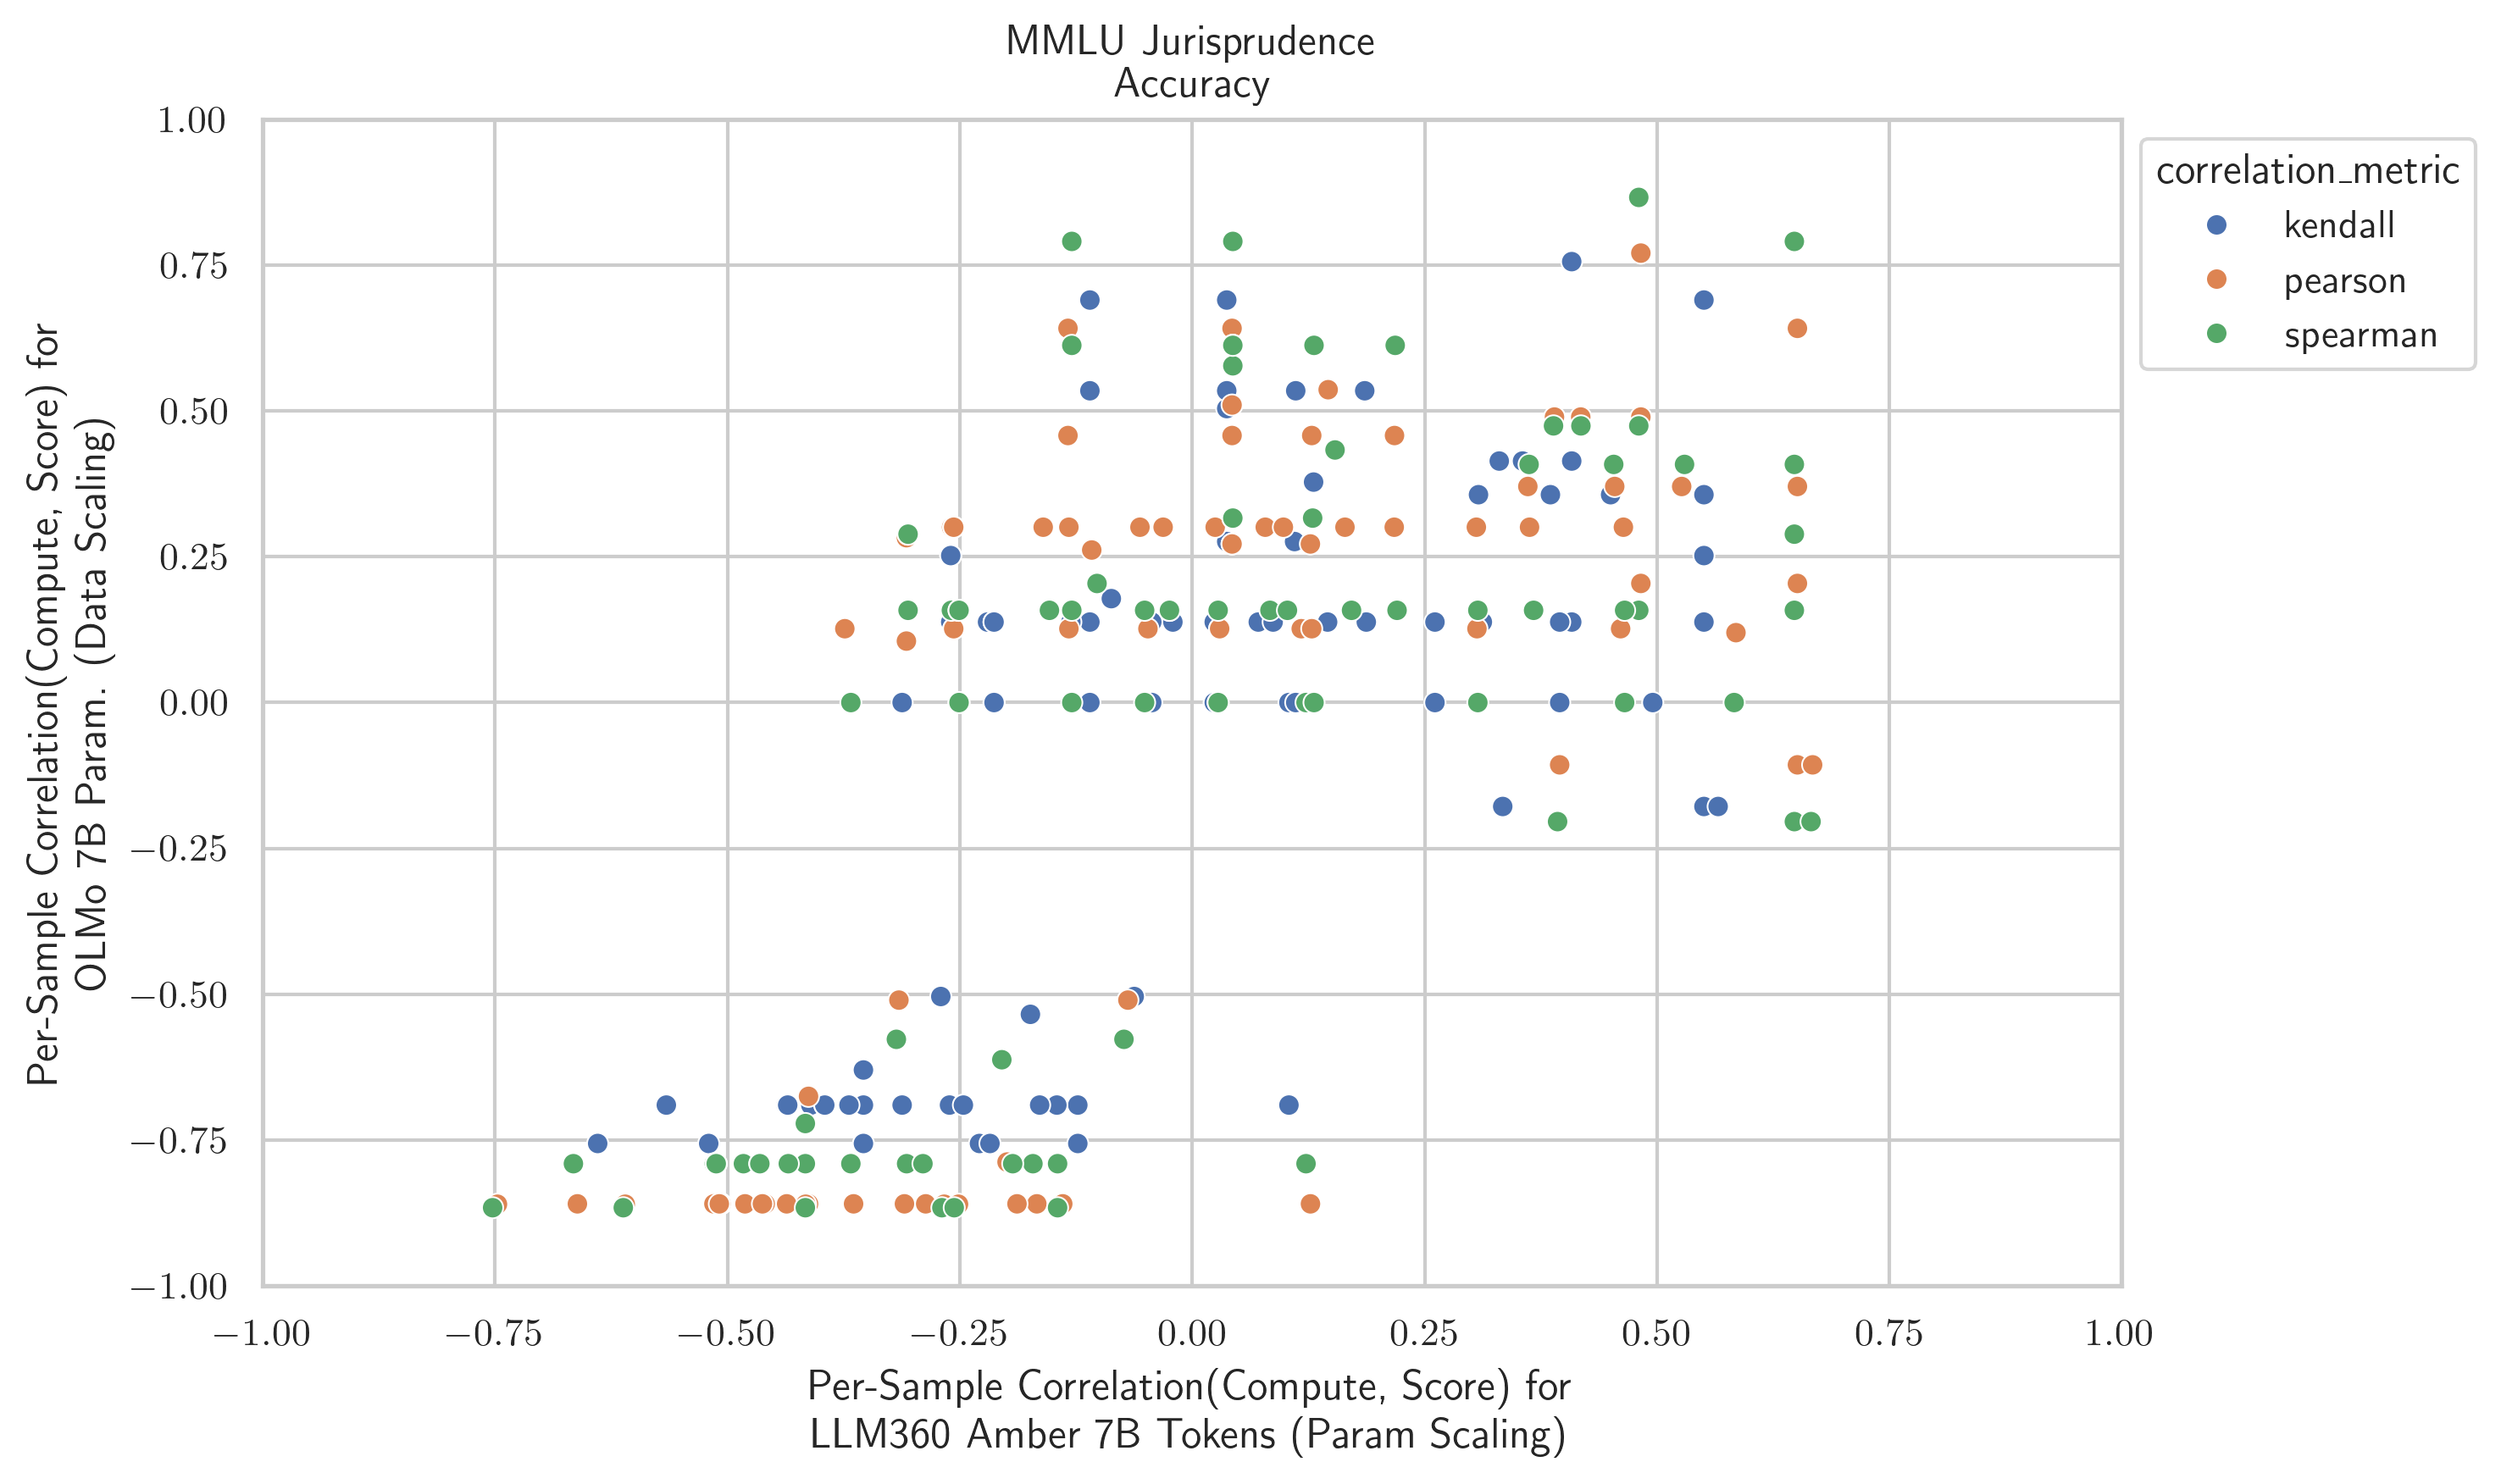 MMLU Jurisprudence
Accuracy
1.00
0.75
0.50
0.25
0.00
−0.25
−0.50
−0.75
−1.00
Per-Sample Correlation(Compute, Score) for
OLMo 7B Param. (Data Scaling)
−1.00 −0.75 −0.50 −0.25 0.00 0.25 0.50 0.75 1.00
Per-Sample Correlation(Compute, Score) for
LLM360 Amber 7B Tokens (Param Scaling)
correlation_metric
kendall
pearson
spearman